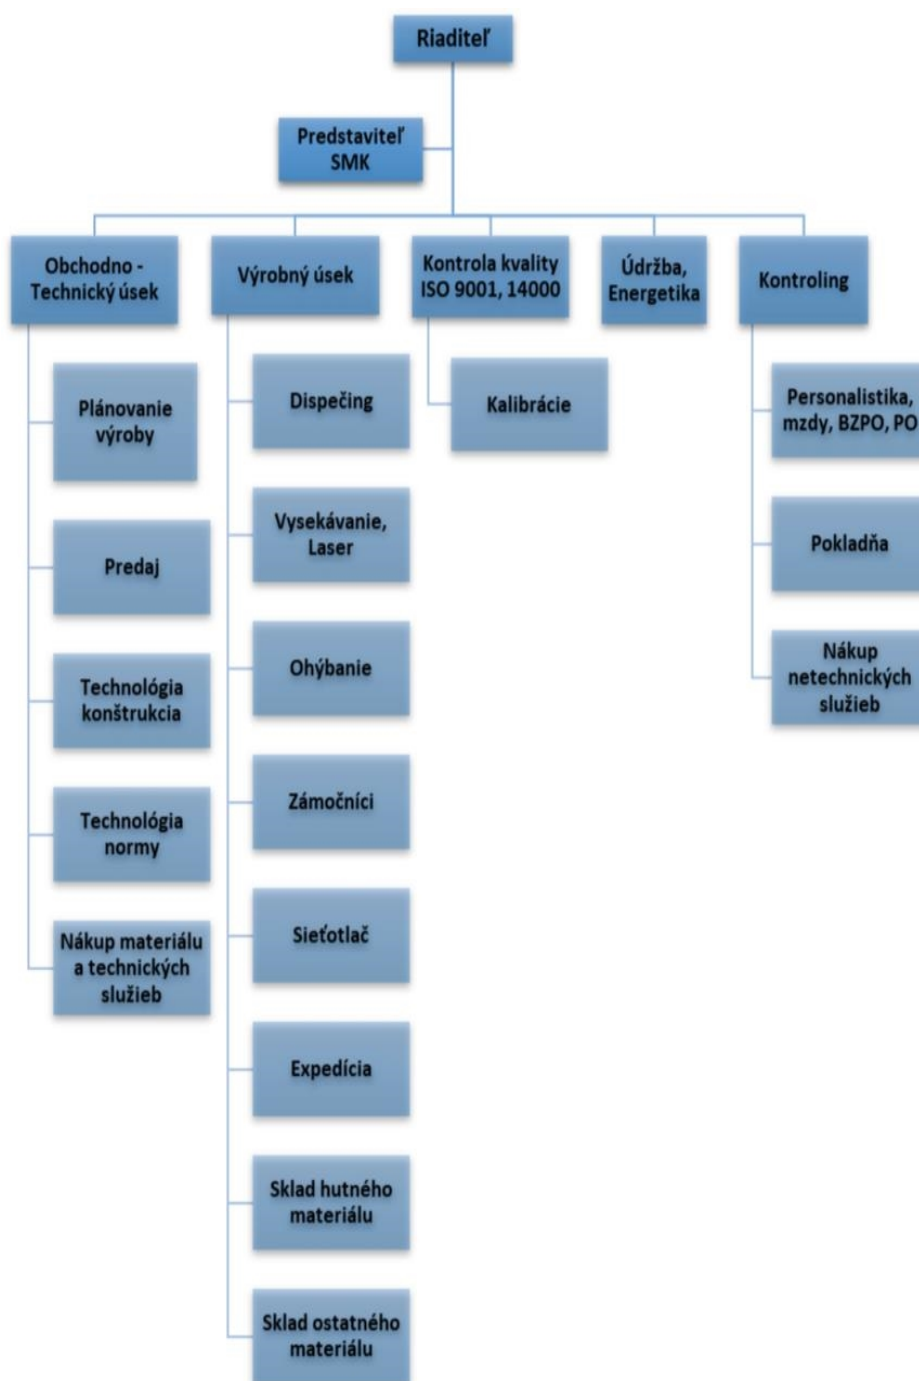 Riaditeľ
Predstaviteľ
SMK
Obchodno -
Technický úsek
Výrobný úsek
Kontrola kvality
ISO 9001, 14000
Údržba,
Energetika
Kontroling
Plánovanie
výroby
Predaj
Technológia
konštrukcia
Technológia
normy
Nákup materiálu
a technických
služieb
Dispečing
Vysekávanie,
Laser
Ohýbanie
Zámočníci
Sieťotlač
Expedícia
Sklad hutného
materiálu
Sklad ostatného
materiálu
Kalibrácie
Personalistika,
mzdy, BZPO, PO
Pokladňa
Nákup
netechnických
služieb